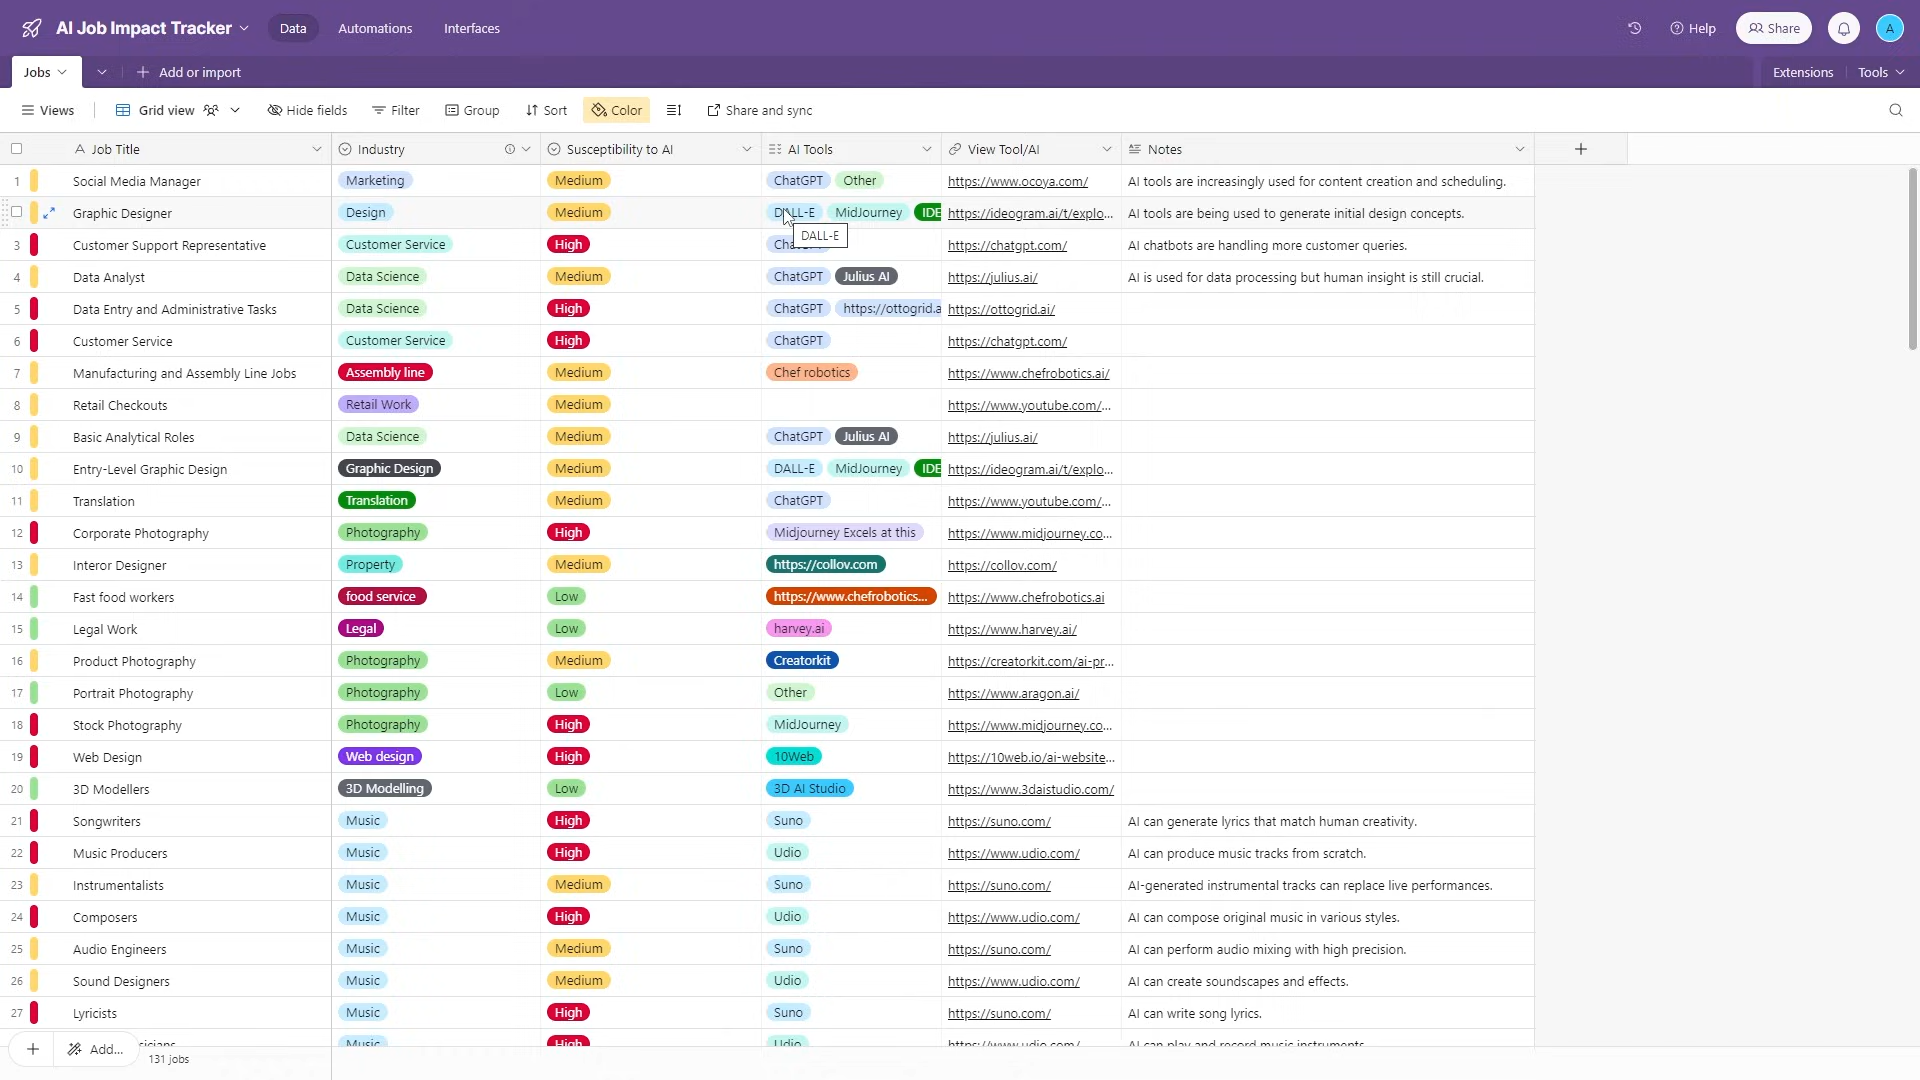 AI Job Impact Tracker Data Automations Interfaces Help Share A
Jobs Add or import Extensions Tools
Views Grid view Hide fields Filter Group Sort Color Share and sync
Job Title Industry Susceptibility to AI AI Tools View Tool/AI Notes
1 Social Media Manager Marketing Medium ChatGPT Other https://www.ocoya.com/ AI tools are increasingly used for content creation and scheduling.
Graphic Designer Design Medium DALL-E MidJourney IDE https://ideogram.ai/t/explo... AI tools are being used to generate initial design concepts.
DALL-E
3 Customer Support Representative Customer Service High https://chatgpt.com/ AI chatbots are handling more customer queries.
4 Data Analyst Data Science Medium ChatGPT Julius AI https://julius.ai/ AI is used for data processing but human insight is still crucial.
5 Data Entry and Administrative Tasks Data Science High ChatGPT https://ottogrid.a https://ottogrid.ai/
6 Customer Service Customer Service High ChatGPT https://chatgpt.com/
7 Manufacturing and Assembly Line Jobs Assembly line Medium Chef robotics https://www.chefrobotics.ai/
8 Retail Checkouts Retail Work Medium https://www.youtube.com/...
9 Basic Analytical Roles Data Science Medium ChatGPT Julius AI https://julius.ai/
10 Entry-Level Graphic Design Graphic Design Medium DALL-E MidJourney IDE https://ideogram.ai/t/explo...
11 Translation Translation Medium ChatGPT https://www.youtube.com/...
12 Corporate Photography Photography High Midjourney Excels at this https://www.midjourney.co...
13 Interor Designer Property Medium https://collov.com https://collov.com/
14 Fast food workers food service Low https://www.chefrobotics... https://www.chefrobotics.ai
15 Legal Work Legal Low harvey.ai https://www.harvey.ai/
16 Product Photography Photography Medium Creatorkit https://creatorkit.com/ai-pr...
17 Portrait Photography Photography Low Other https://www.aragon.ai/
18 Stock Photography Photography High MidJourney https://www.midjourney.co...
19 Web Design Web design High 10Web https://10web.io/ai-website...
20 3D Modellers 3D Modelling Low 3D AI Studio https://www.3daistudio.com/
21 Songwriters Music High Suno https://suno.com/ AI can generate lyrics that match human creativity.
22 Music Producers Music High Udio https://www.udio.com/ AI can produce music tracks from scratch.
23 Instrumentalists Music Medium Suno https://suno.com/ AI-generated instrumental tracks can replace live performances.
24 Composers Music High Udio https://www.udio.com/ AI can compose original music in various styles.
25 Audio Engineers Music Medium Suno https://suno.com/ AI can perform audio mixing with high precision.
26 Sound Designers Music Medium Udio https://www.udio.com/ AI can create soundscapes and effects.
27 Lyricists Music High Suno https://suno.com/ AI can write song lyrics.
Music High Udio https://www.udio.com/ AI can play and record music instruments
Add... 131 jobs